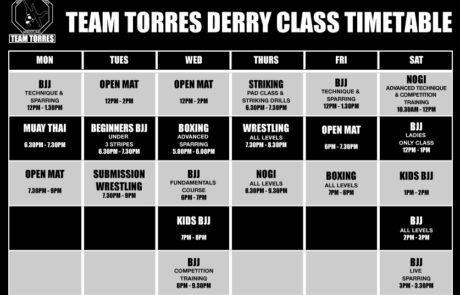 TEAM TORRES
TEAM TORRES DERRY CLASS TIMETABLE
MON TUES WED THURS FRI SAT
BJJ
TECHNIQUE &
SPARRING
12PM - 1.30PM
OPEN MAT
12PM - 2PM
OPEN MAT
12PM - 2PM
STRIKING
PAD CLASS &
STRIKING DRILLS
6.30PM - 7.30PM
BJJ
TECHNIQUE &
SPARRING
12PM - 1.30PM
NOGI
ADVANCED TECHNIQUE
& COMPETITION
TRAINING
10.30AM - 12PM
MUAY THAI
6.30PM - 7.30PM
BEGINNERS BJJ
UNDER
3 STRIPES
6.30PM - 7.30PM
BOXING
ADVANCED
SPARRING
5.00PM - 6.00PM
WRESTLING
ALL LEVELS
7.30PM - 8.30PM
OPEN MAT
6PM - 7.30PM
BJJ
LADIES
ONLY CLASS
12PM - 1PM
OPEN MAT
7.30PM - 9PM
SUBMISSION
WRESTLING
7.30PM - 9PM
BJJ
FUNDAMENTALS
COURSE
6PM - 7PM
NOGI
ALL LEVELS
8.30PM - 9.30PM
BOXING
ALL LEVELS
7PM - 8PM
KIDS BJJ
1PM - 2PM
KIDS BJJ
7PM - 8PM
BJJ
ALL LEVELS
2PM - 3PM
BJJ
COMPETITION
TRAINING
8PM - 9.30PM
BJJ
LIVE
SPARRING
3PM - 3.30PM